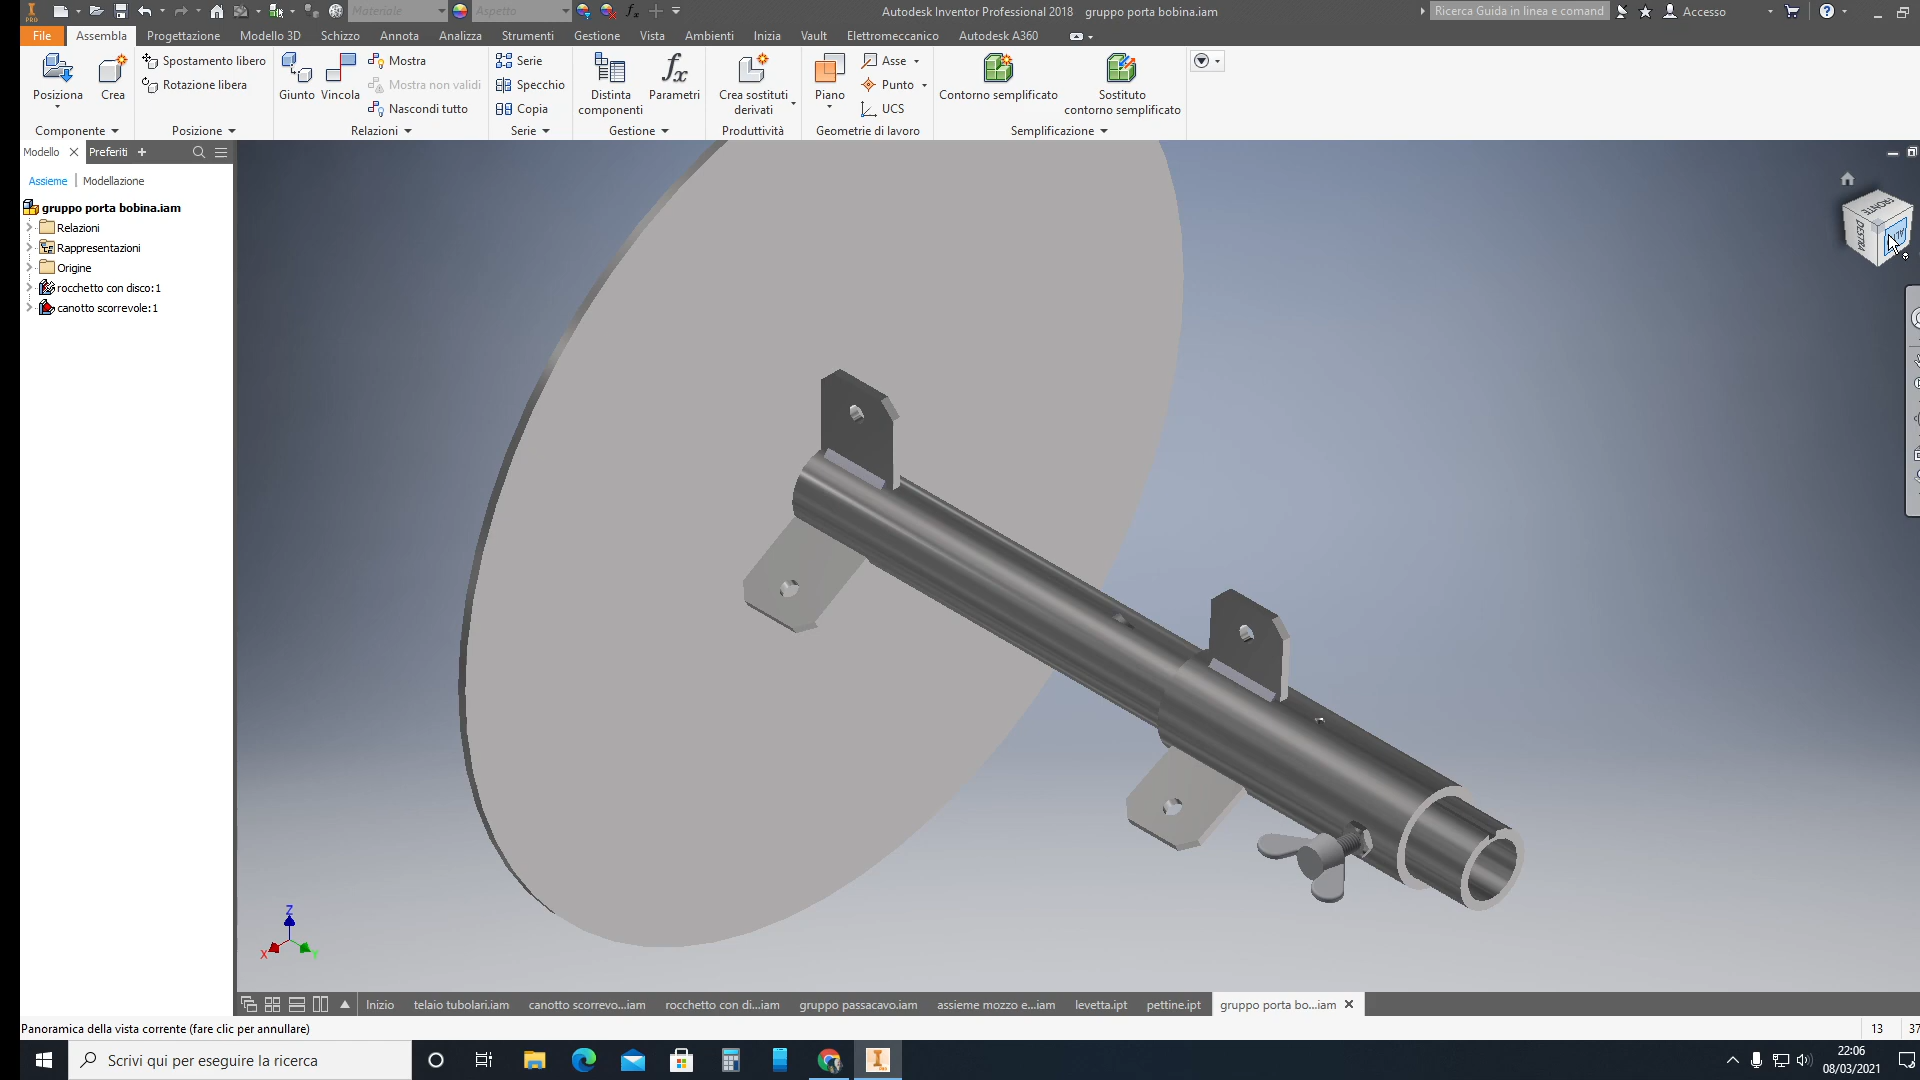 PRO
Materiale
Aspetto
fx
Autodesk Inventor Professional 2018 gruppo porta bobina.iam
Ricerca Guida in linea e comand
Accesso
File Assembla Progettazione Modello 3D Schizzo Annota Analizza Strumenti Gestione Vista Ambienti Inizia Vault Elettromeccanico Autodesk A360
Posiziona
Crea
Spostamento libero
Rotazione libera
Giunto
Vincola
Mostra
Mostra non validi
Nascondi tutto
Serie
Specchio
Copia
Distinta
componenti
fx
Parametri
Crea sostituti
derivati
Piano
Asse
Punto
UCS
Contorno semplificato
Sostituto
contorno semplificato
Componente Posizione Relazioni Serie Gestione Produttività Geometrie di lavoro Semplificazione
Modello Preferiti
Assieme Modellazione
gruppo porta bobina.iam
Relazioni
Rappresentazioni
Origine
rocchetto con disco:1
canotto scorrevole:1
FRONTE
DESTRA
Z
X Y
Inizio telaio tubolari.iam canotto scorrevo...iam rocchetto con di...iam gruppo passacavo.iam assieme mozzo e...iam levetta.ipt pettine.ipt gruppo porta bo...iam
Panoramica della vista corrente (fare clic per annullare)
13 37
Scrivi qui per eseguire la ricerca
22:06
08/03/2021